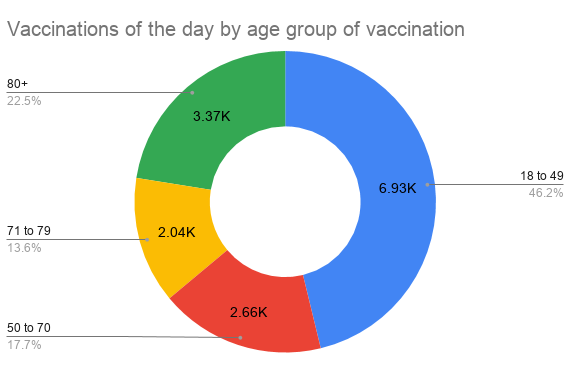 Vaccinations of the day by age group of vaccination
80+
22.5%
3.37K
18 to 49
46.2%
6.93K
71 to 79
13.6%
2.04K
50 to 70
17.7%
2.66K